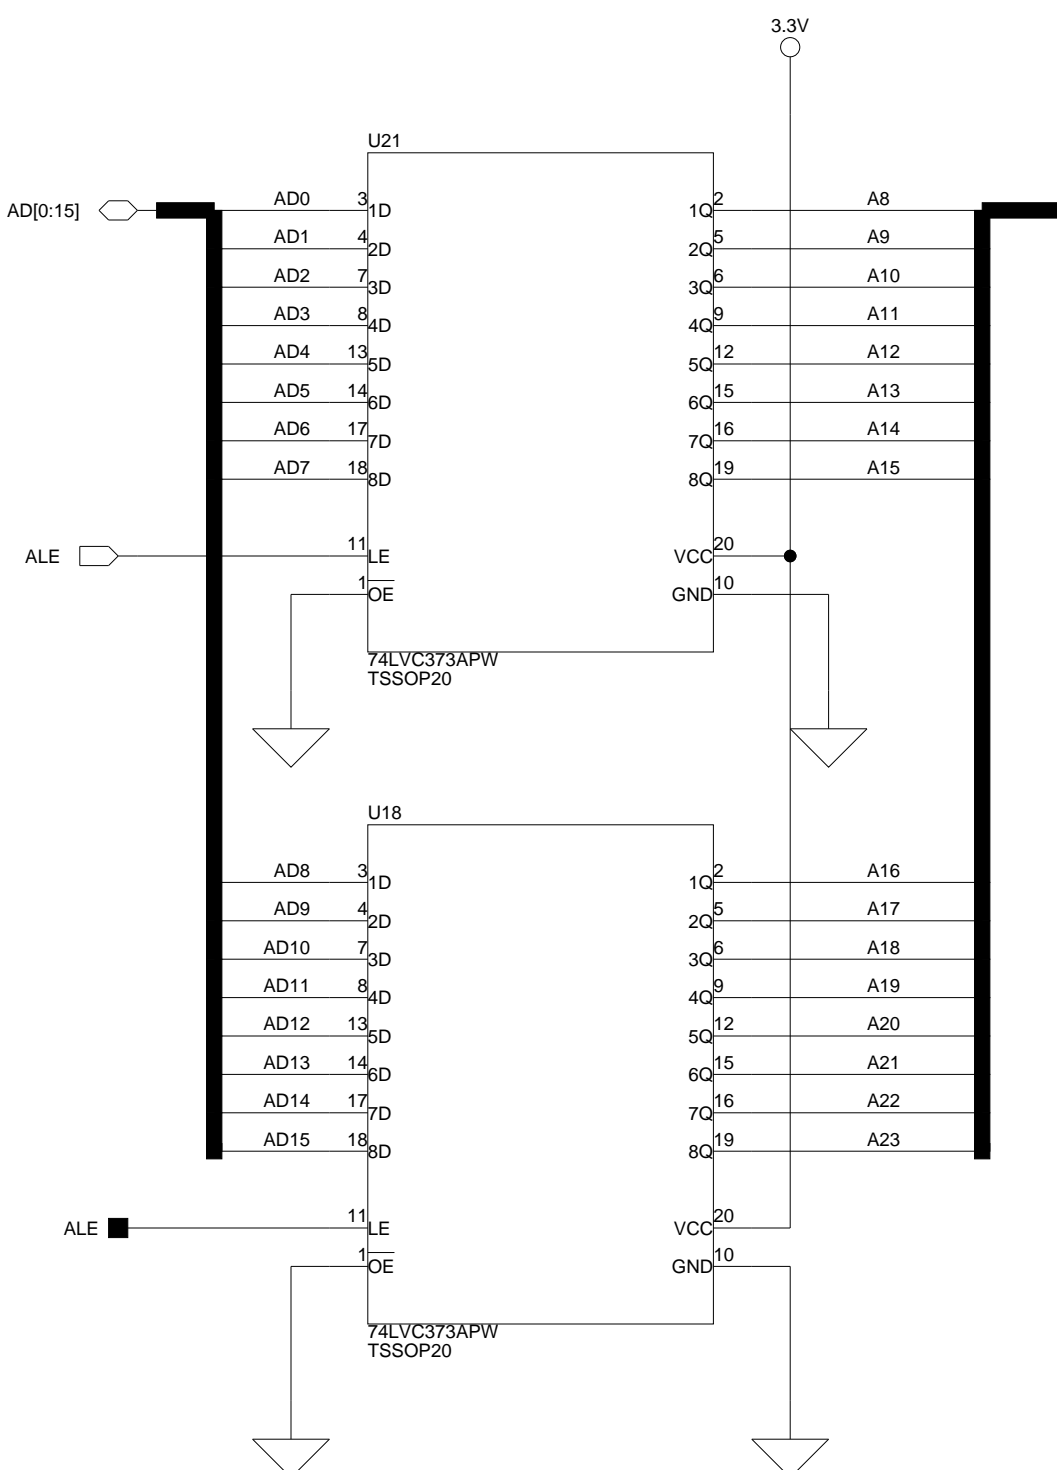 3.3V
U21
AD[0:15] AD0 3 1D 1Q 2 A8
AD1 4 2D 2Q 5 A9
AD2 7 3D 3Q 6 A10
AD3 8 4D 4Q 9 A11
AD4 13 5D 5Q 12 A12
AD5 14 6D 6Q 15 A13
AD6 17 7D 7Q 16 A14
AD7 18 8D 8Q 19 A15
ALE 11 LE VCC 20
1 OE GND 10
74LVC373APW
TSSOP20
U18
AD8 3 1D 1Q 2 A16
AD9 4 2D 2Q 5 A17
AD10 7 3D 3Q 6 A18
AD11 8 4D 4Q 9 A19
AD12 13 5D 5Q 12 A20
AD13 14 6D 6Q 15 A21
AD14 17 7D 7Q 16 A22
AD15 18 8D 8Q 19 A23
ALE 11 LE VCC 20
1 OE GND 10
74LVC373APW
TSSOP20